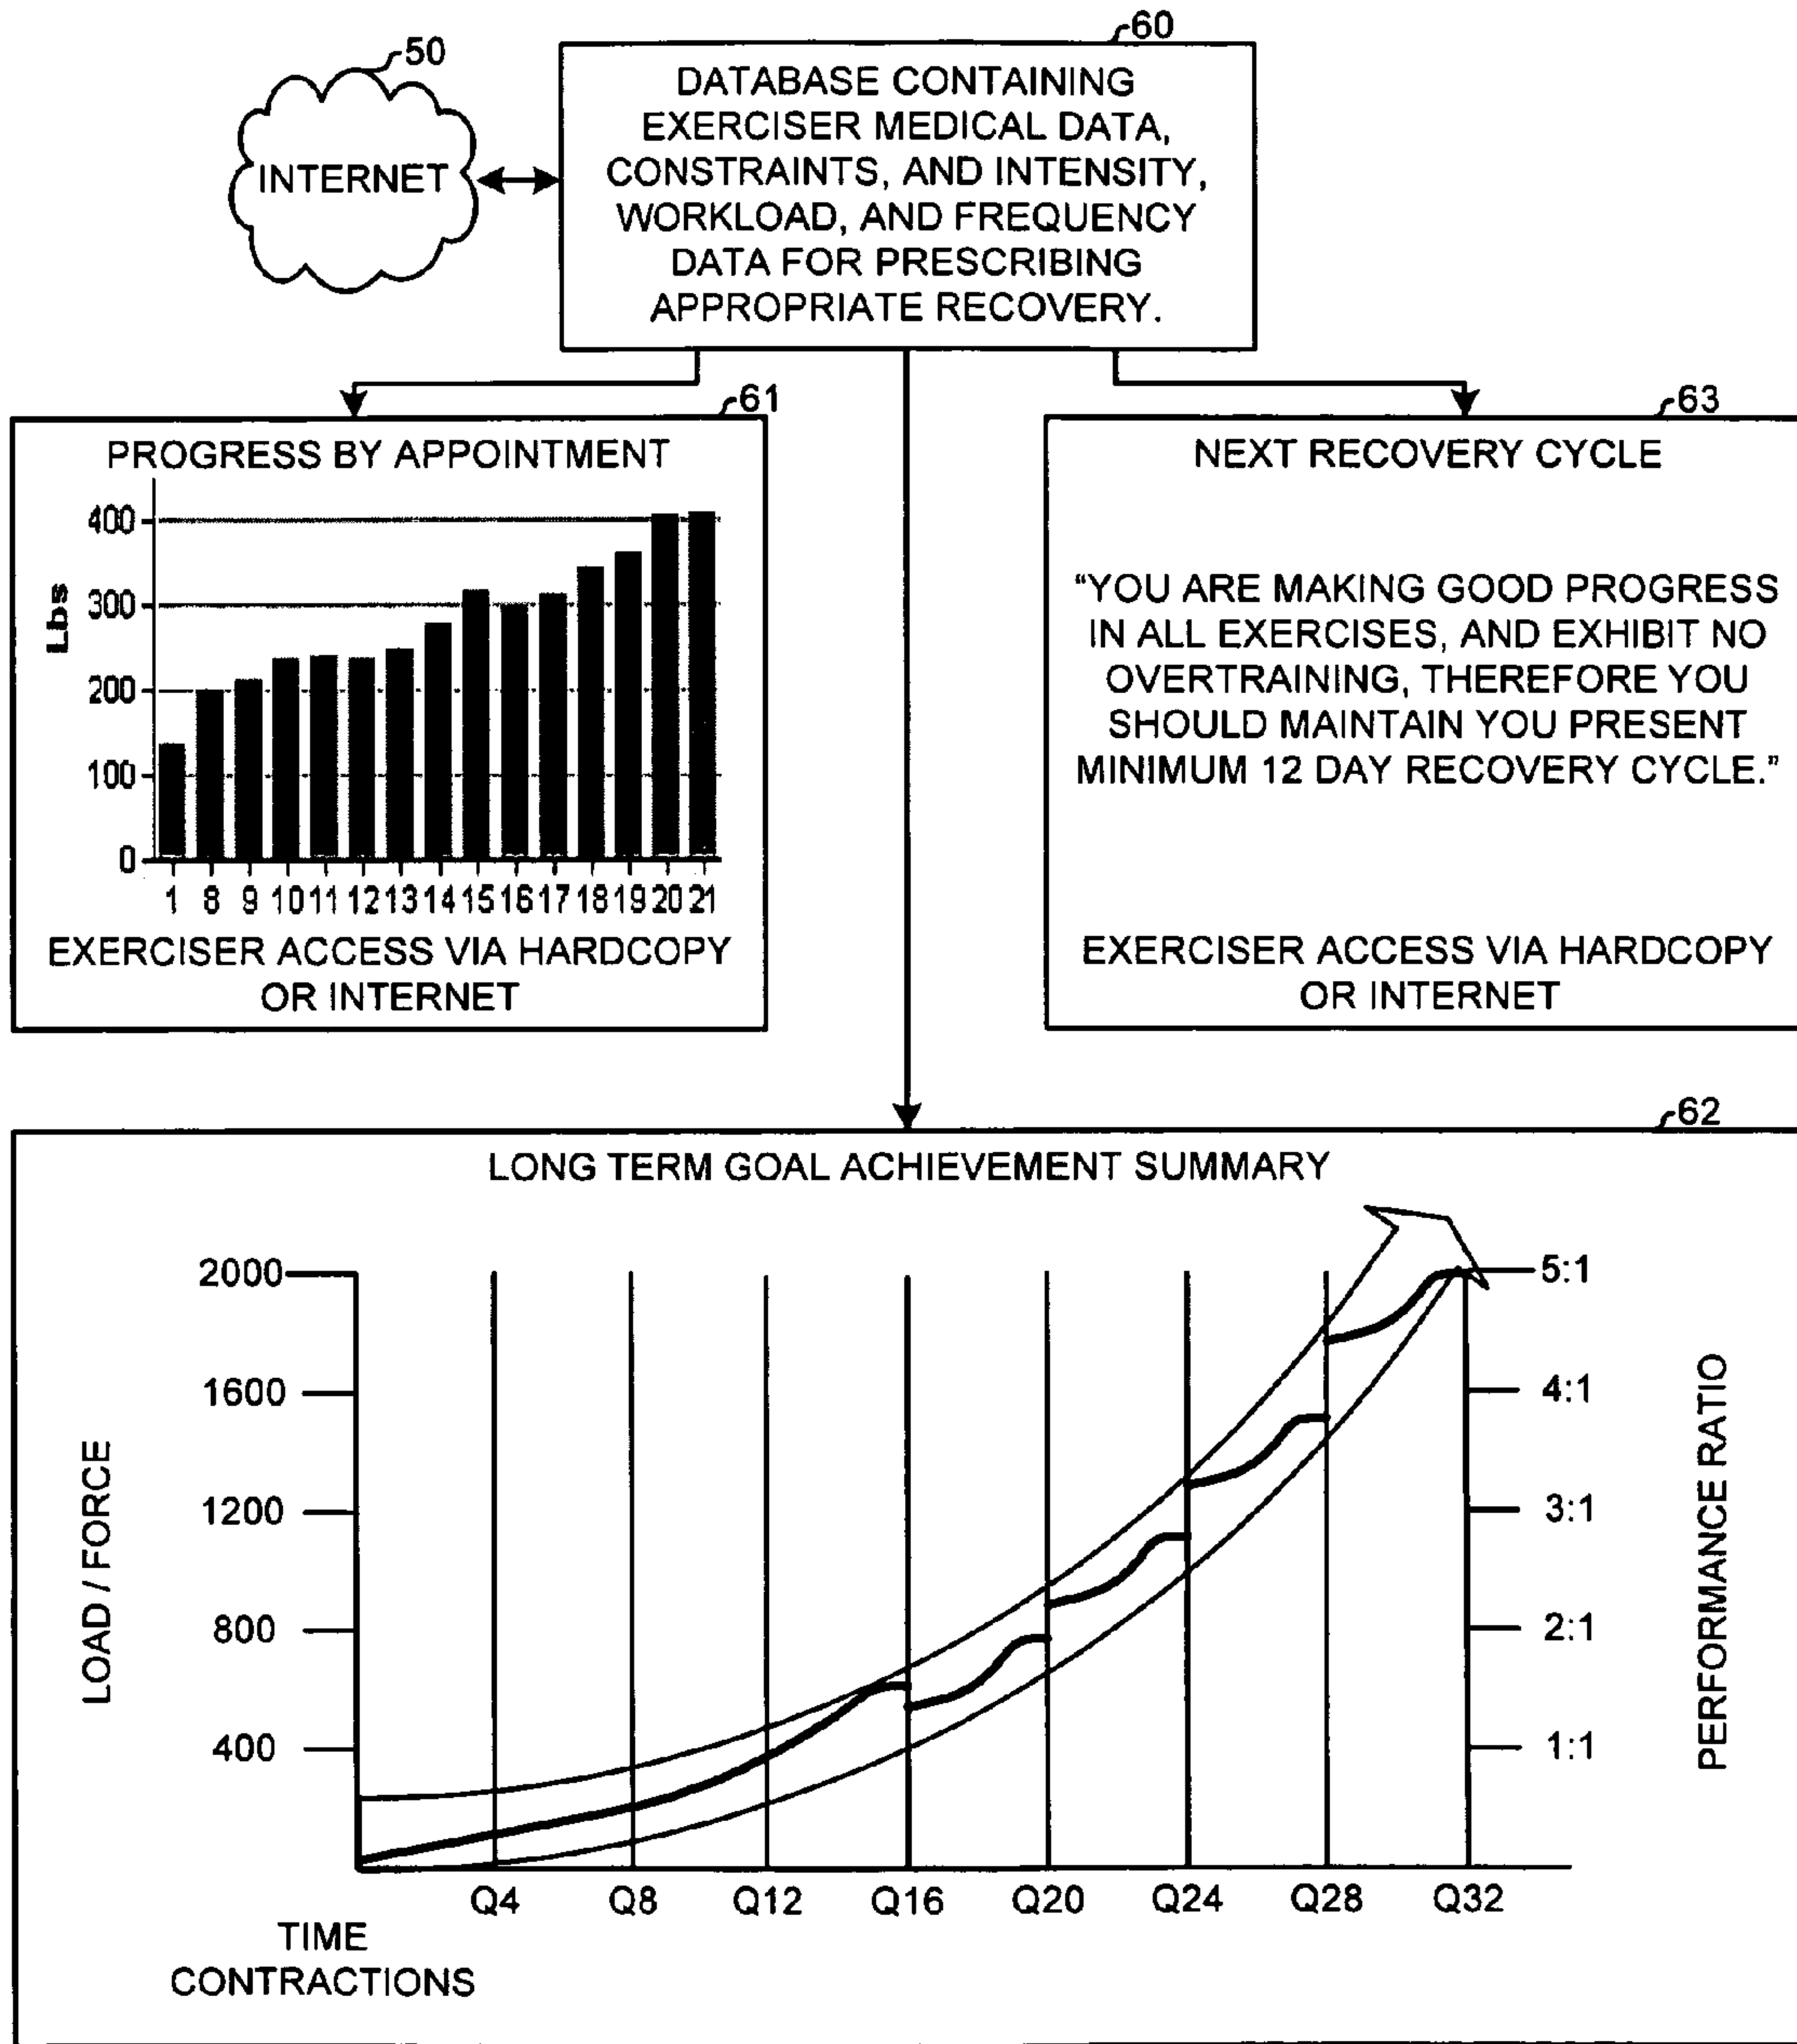 50
INTERNET
60
DATABASE CONTAINING
EXERCISER MEDICAL DATA,
CONSTRAINTS, AND INTENSITY,
WORKLOAD, AND FREQUENCY
DATA FOR PRESCRIBING
APPROPRIATE RECOVERY.
61
PROGRESS BY APPOINTMENT
Lbs
400
300
200
100
0
1 8 9 10 11 12 13 14 15 16 17 18 19 20 21
EXERCISER ACCESS VIA HARDCOPY
OR INTERNET
63
NEXT RECOVERY CYCLE
“YOU ARE MAKING GOOD PROGRESS
IN ALL EXERCISES, AND EXHIBIT NO
OVERTRAINING, THEREFORE YOU
SHOULD MAINTAIN YOU PRESENT
MINIMUM 12 DAY RECOVERY CYCLE.”
EXERCISER ACCESS VIA HARDCOPY
OR INTERNET
62
LONG TERM GOAL ACHIEVEMENT SUMMARY
LOAD / FORCE
2000
1600
1200
800
400
5:1
4:1
3:1
2:1
1:1
PERFORMANCE RATIO
Q4 Q8 Q12 Q16 Q20 Q24 Q28 Q32
TIME
CONTRACTIONS